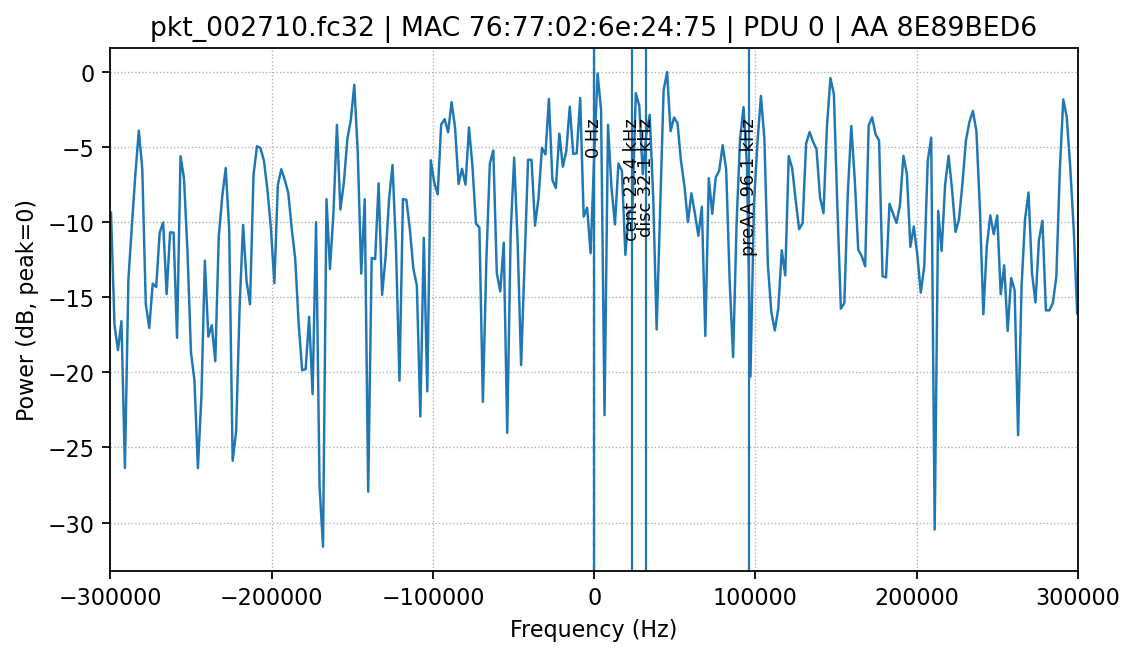 pkt_002710.fc32 | MAC 76:77:02:6e:24:75 | PDU 0 | AA 8E89BED6
Power (dB, peak=0)
0
−5
−10
−15
−20
−25
−30
0 Hz
cent 23.4 kHz
disc 32.1 kHz
preAA 96.1 kHz
−300000
−200000
−100000
0
100000
200000
300000
Frequency (Hz)